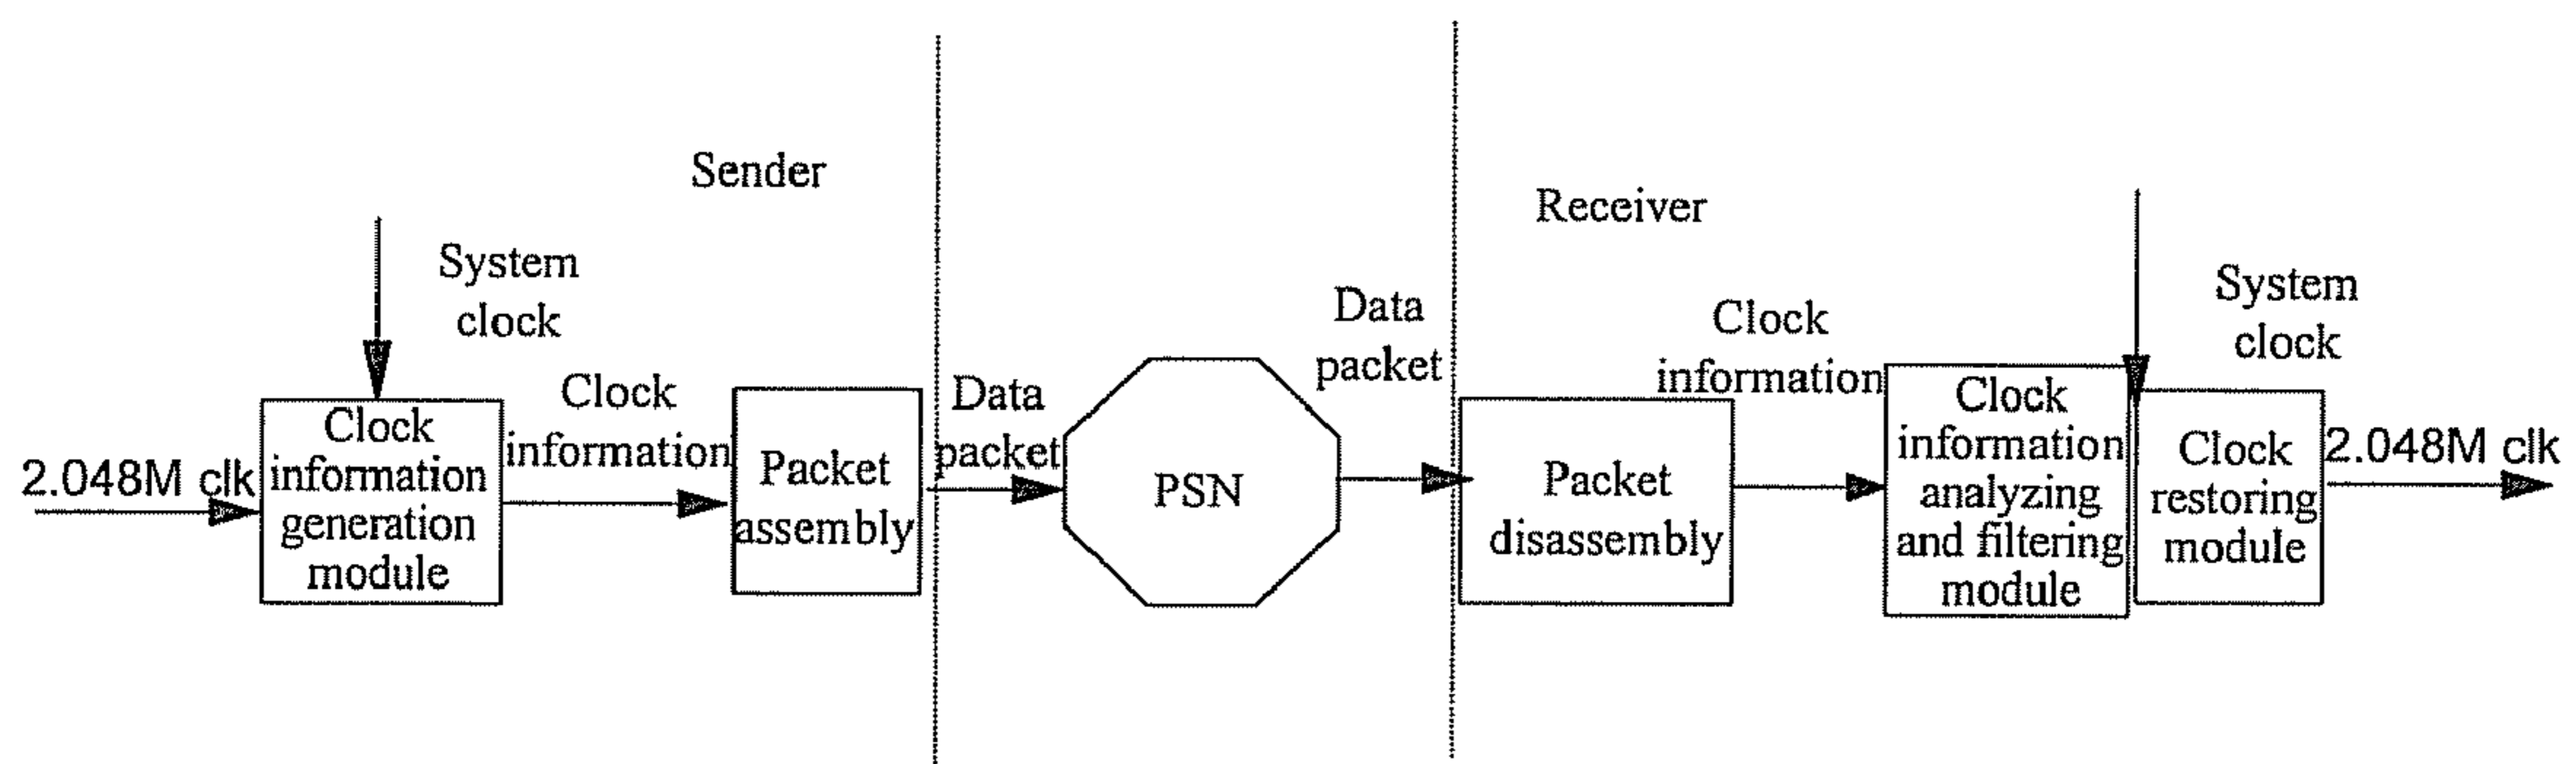 Sender
Receiver
System
clock
2.048M clk
Clock
information
generation
module
Clock
information
Packet
assembly
Data
packet
PSN
Data
packet
Packet
disassembly
Clock
information
Clock
information
analyzing
and filtering
module
System
clock
Clock
restoring
module
2.048M clk